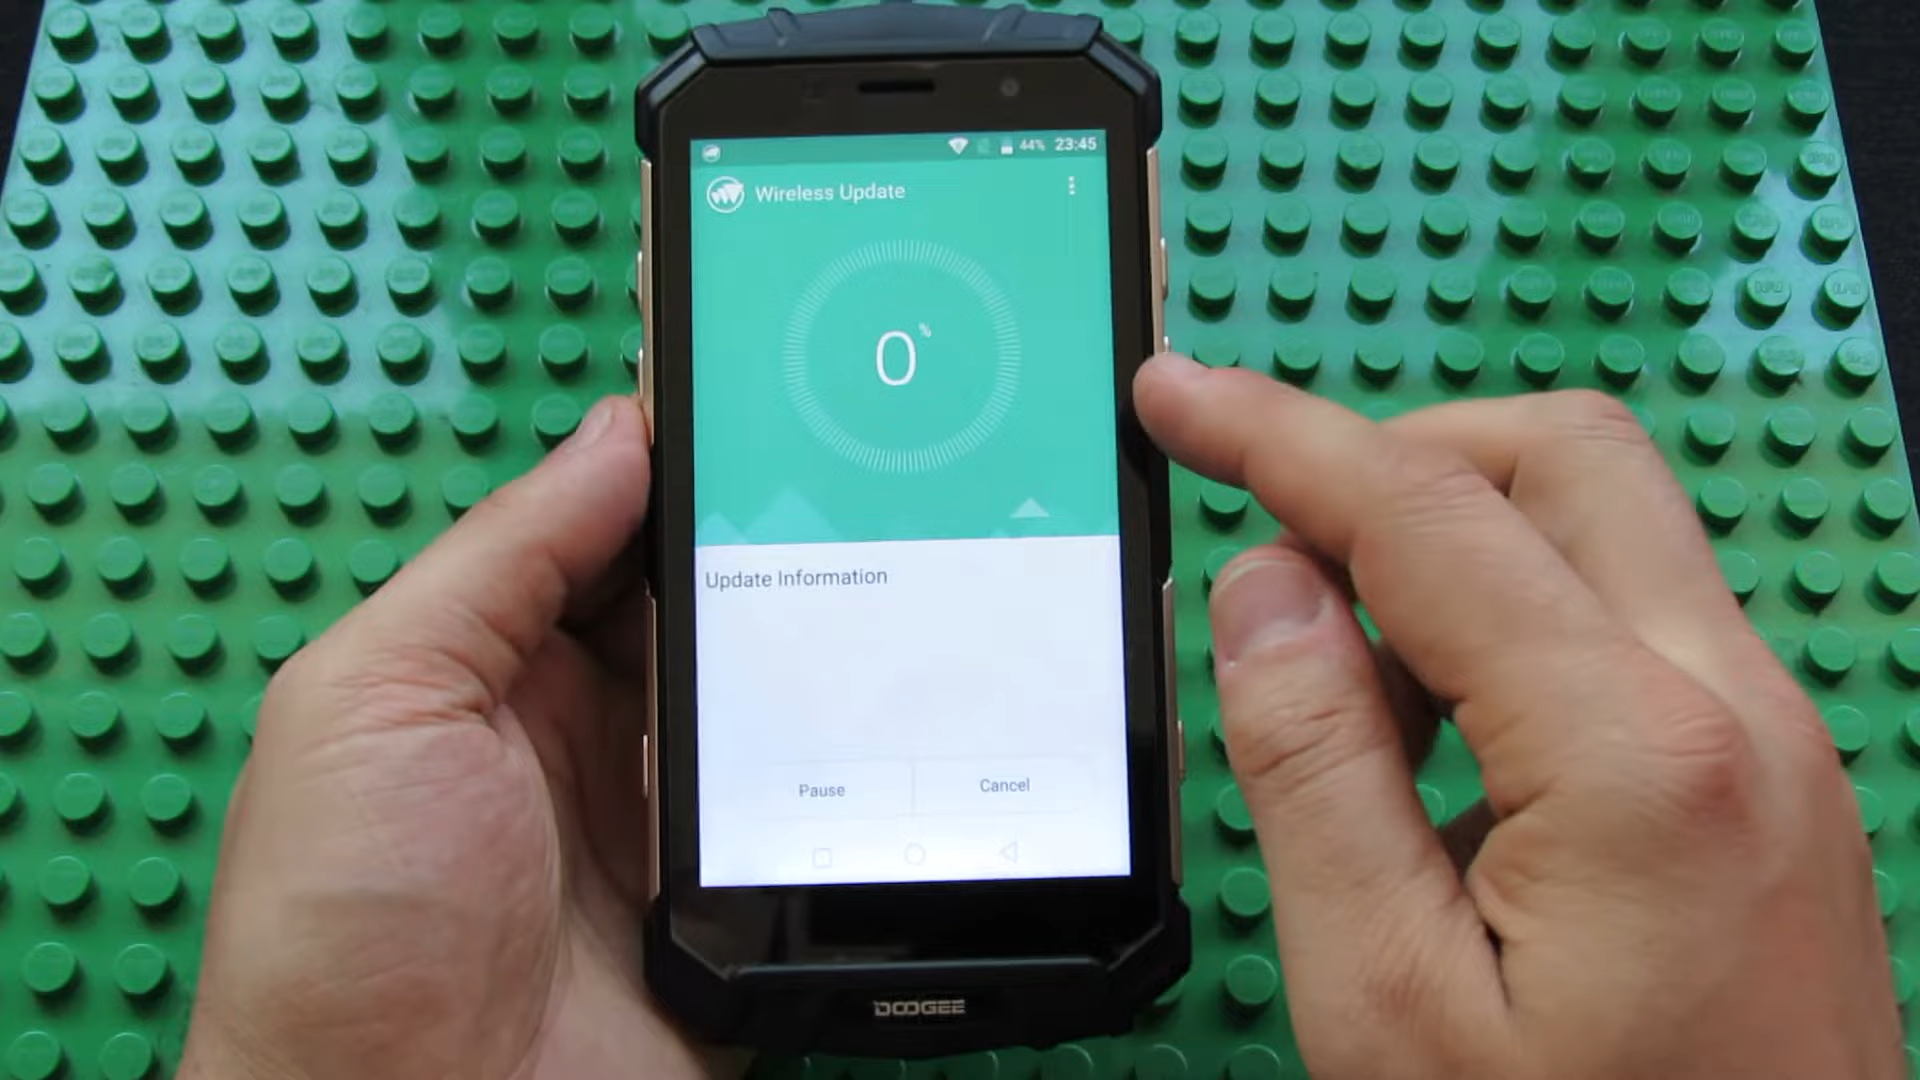 44% 23:45
Wireless Update
0%
Update Information
Pause Cancel
DOOGEE